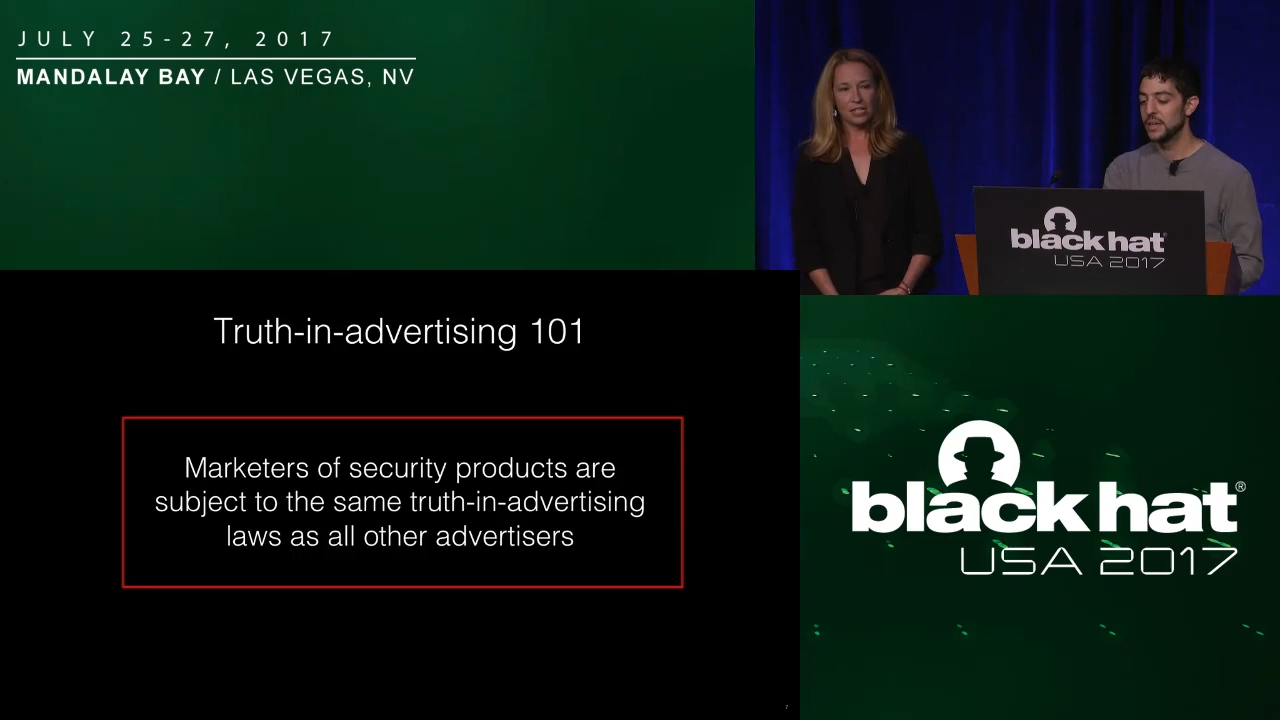 JULY 25-27, 2017
MANDALAY BAY / LAS VEGAS, NV
black hat®
USA 2017
Truth-in-advertising 101
Marketers of security products are
subject to the same truth-in-advertising
laws as all other advertisers
7
black hat®
USA 2017